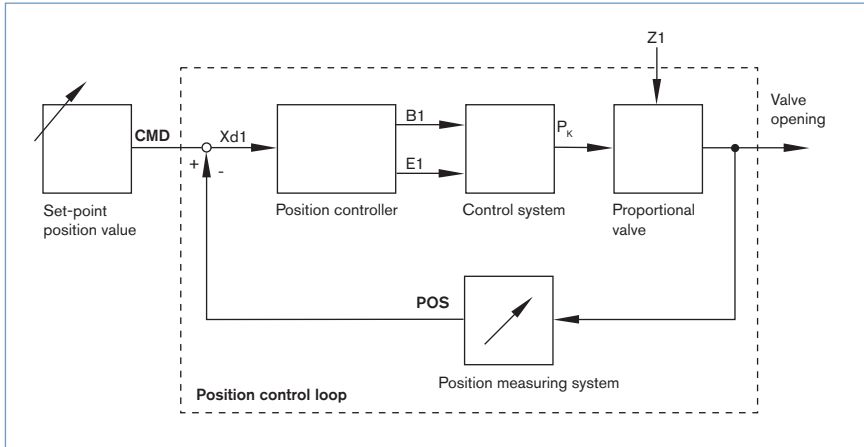 Z1
Valve
opening
CMD
Xd1
B1
E1
PK
+
-
Set-point
position value
Position controller
Control system
Proportional
valve
POS
Position measuring system
Position control loop